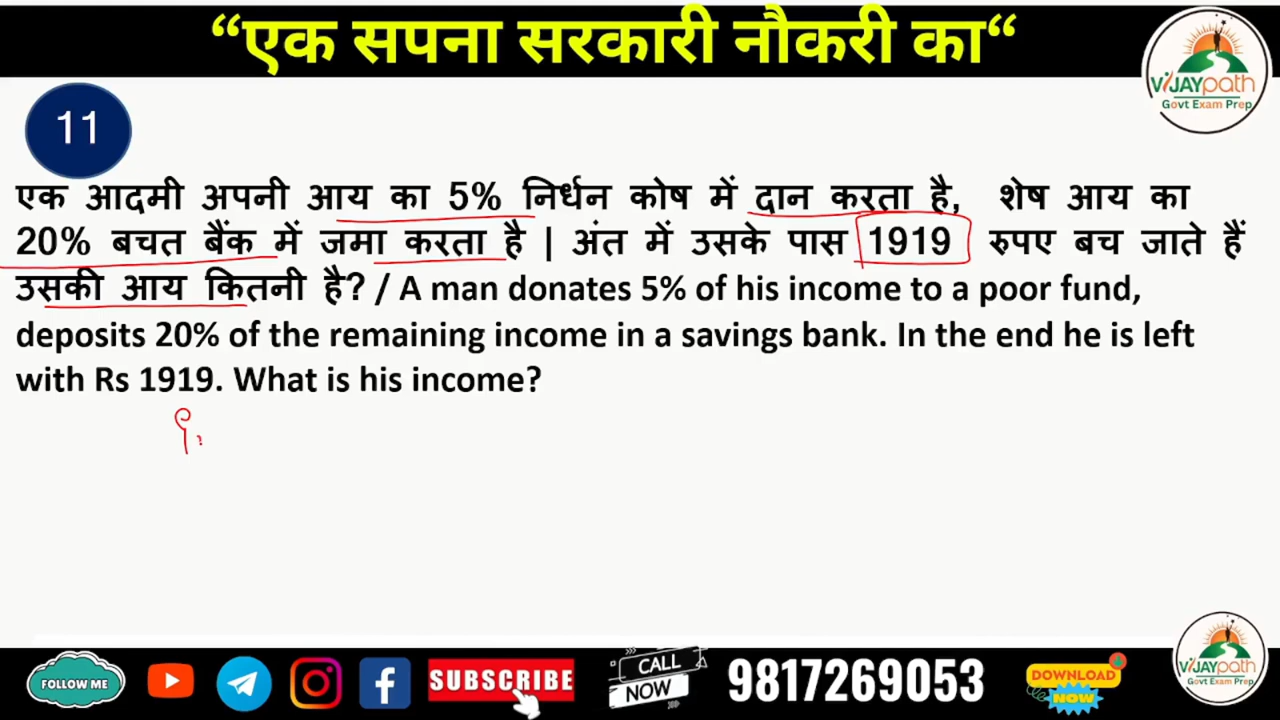 “एक सपना सरकारी नौकरी का“
VIJAYpath
Govt Exam Prep
11
एक आदमी अपनी आय का 5% निर्धन कोष में दान करता है, शेष आय का
20% बचत बैंक में जमा करता है | अंत में उसके पास 1919 रुपए बच जाते हैं
उसकी आय कितनी है? / A man donates 5% of his income to a poor fund,
deposits 20% of the remaining income in a savings bank. In the end he is left
with Rs 1919. What is his income?
VIJAYpath
Govt Exam Prep
FOLLOW ME
SUBSCRIBE
CALL
NOW
9817269053
DOWNLOAD
NOW